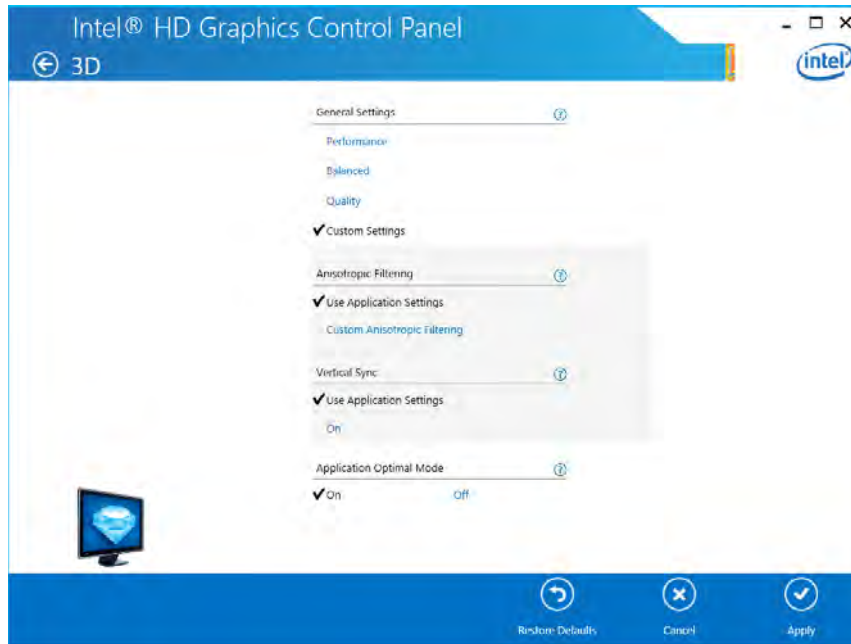 Intel® HD Graphics Control Panel
3D
intel
General Settings
Performance
Balanced
Quality
Custom Settings
Anisotropic Filtering
Use Application Settings
Custom Anisotropic Filtering
Vertical Sync
Use Application Settings
On
Application Optimal Mode
On Off
Restore Defaults Cancel Apply